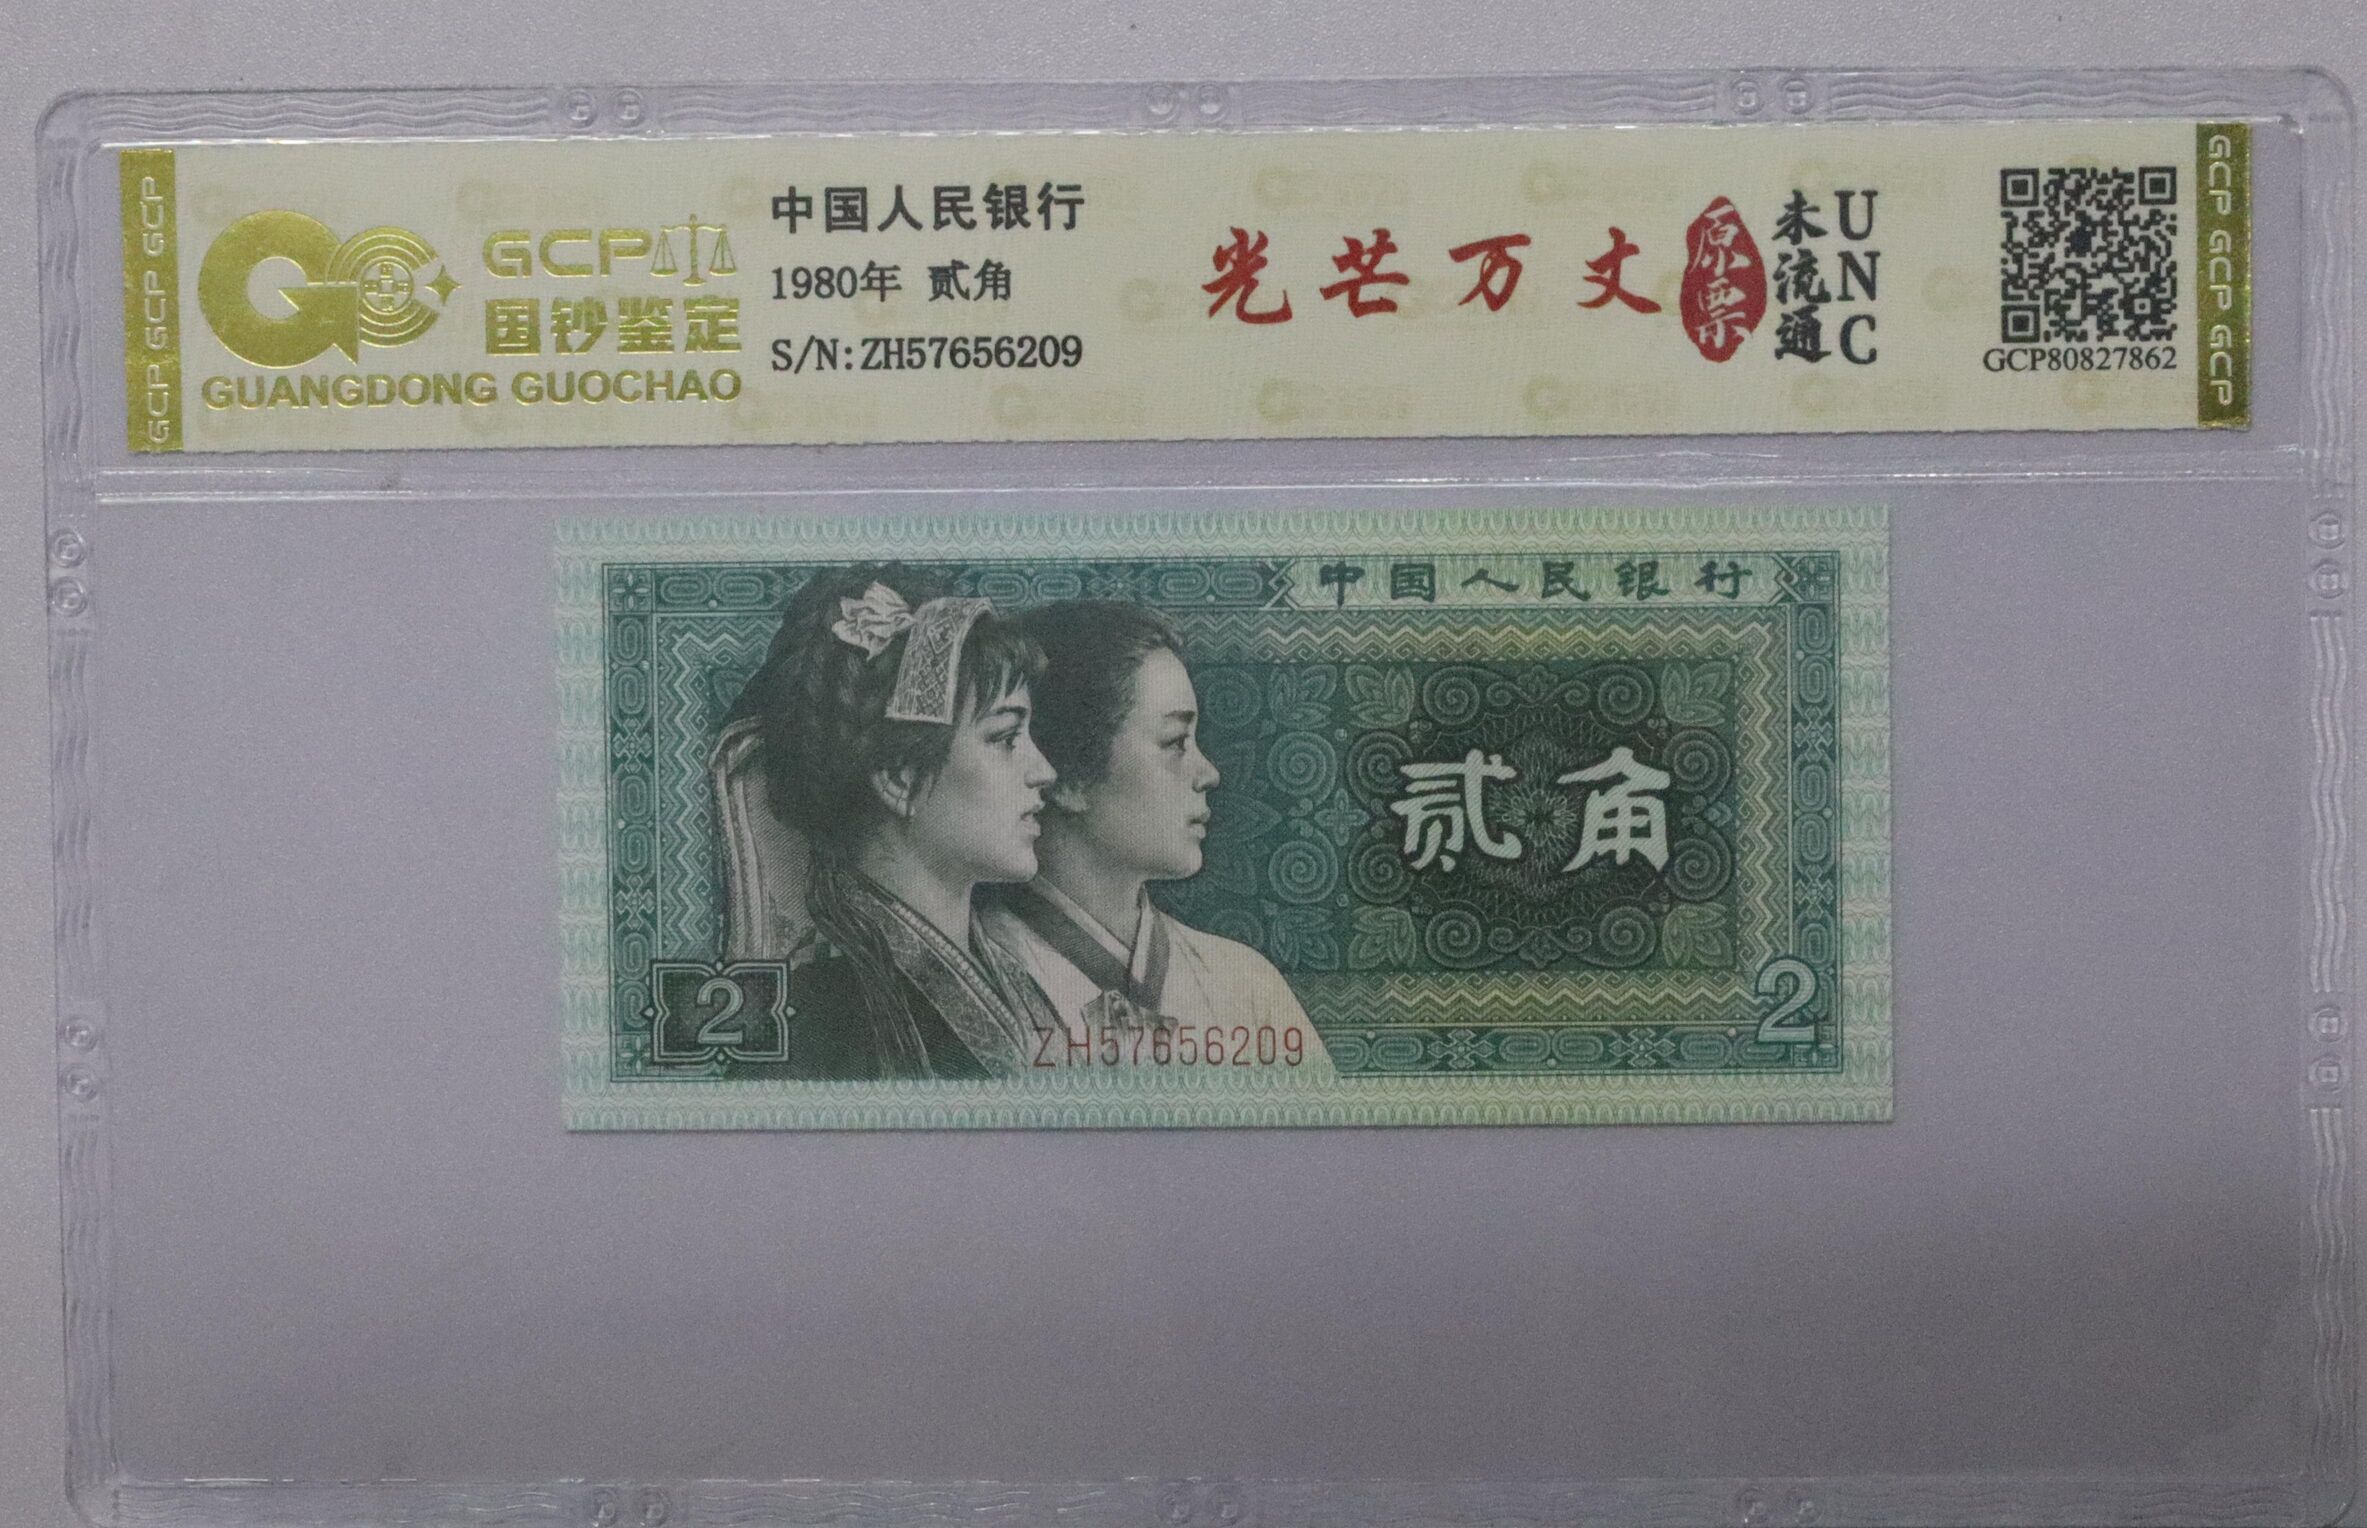 GCP GCP GCP
GCP
国钞鉴定
GUANGDONG GUOCHAO
中国人民银行
1980年 贰角
S/N:ZH57656209
光芒万丈
原票
未流通
UNC
GCP80827862
GCP GCP GCP
中国人民银行
贰角
2
2
ZH57656209